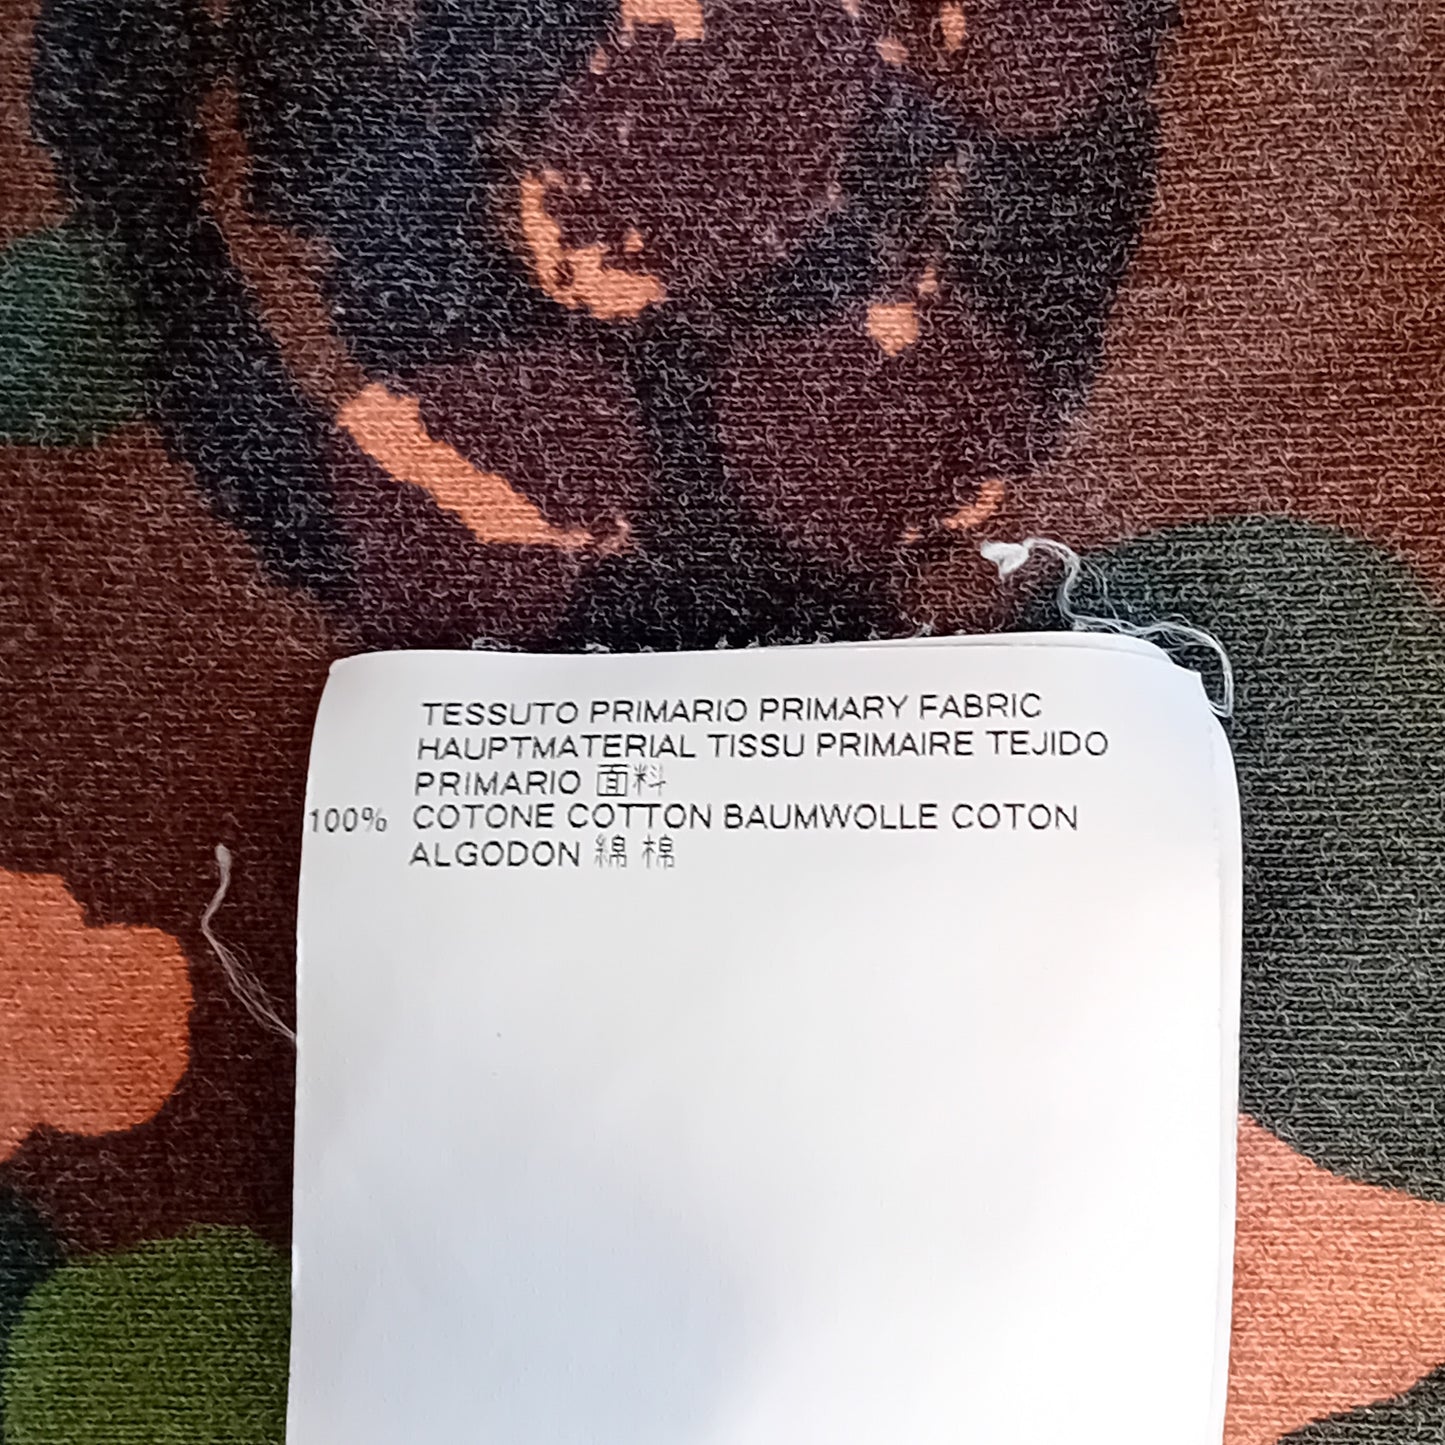 TESSUTO PRIMARIO PRIMARY FABRIC
HAUPTMATERIAL TISSU PRIMAIRE TEJIDO
PRIMARIO 面料
100% COTONE COTTON BAUMWOLLE COTON
ALGODON 綿 棉